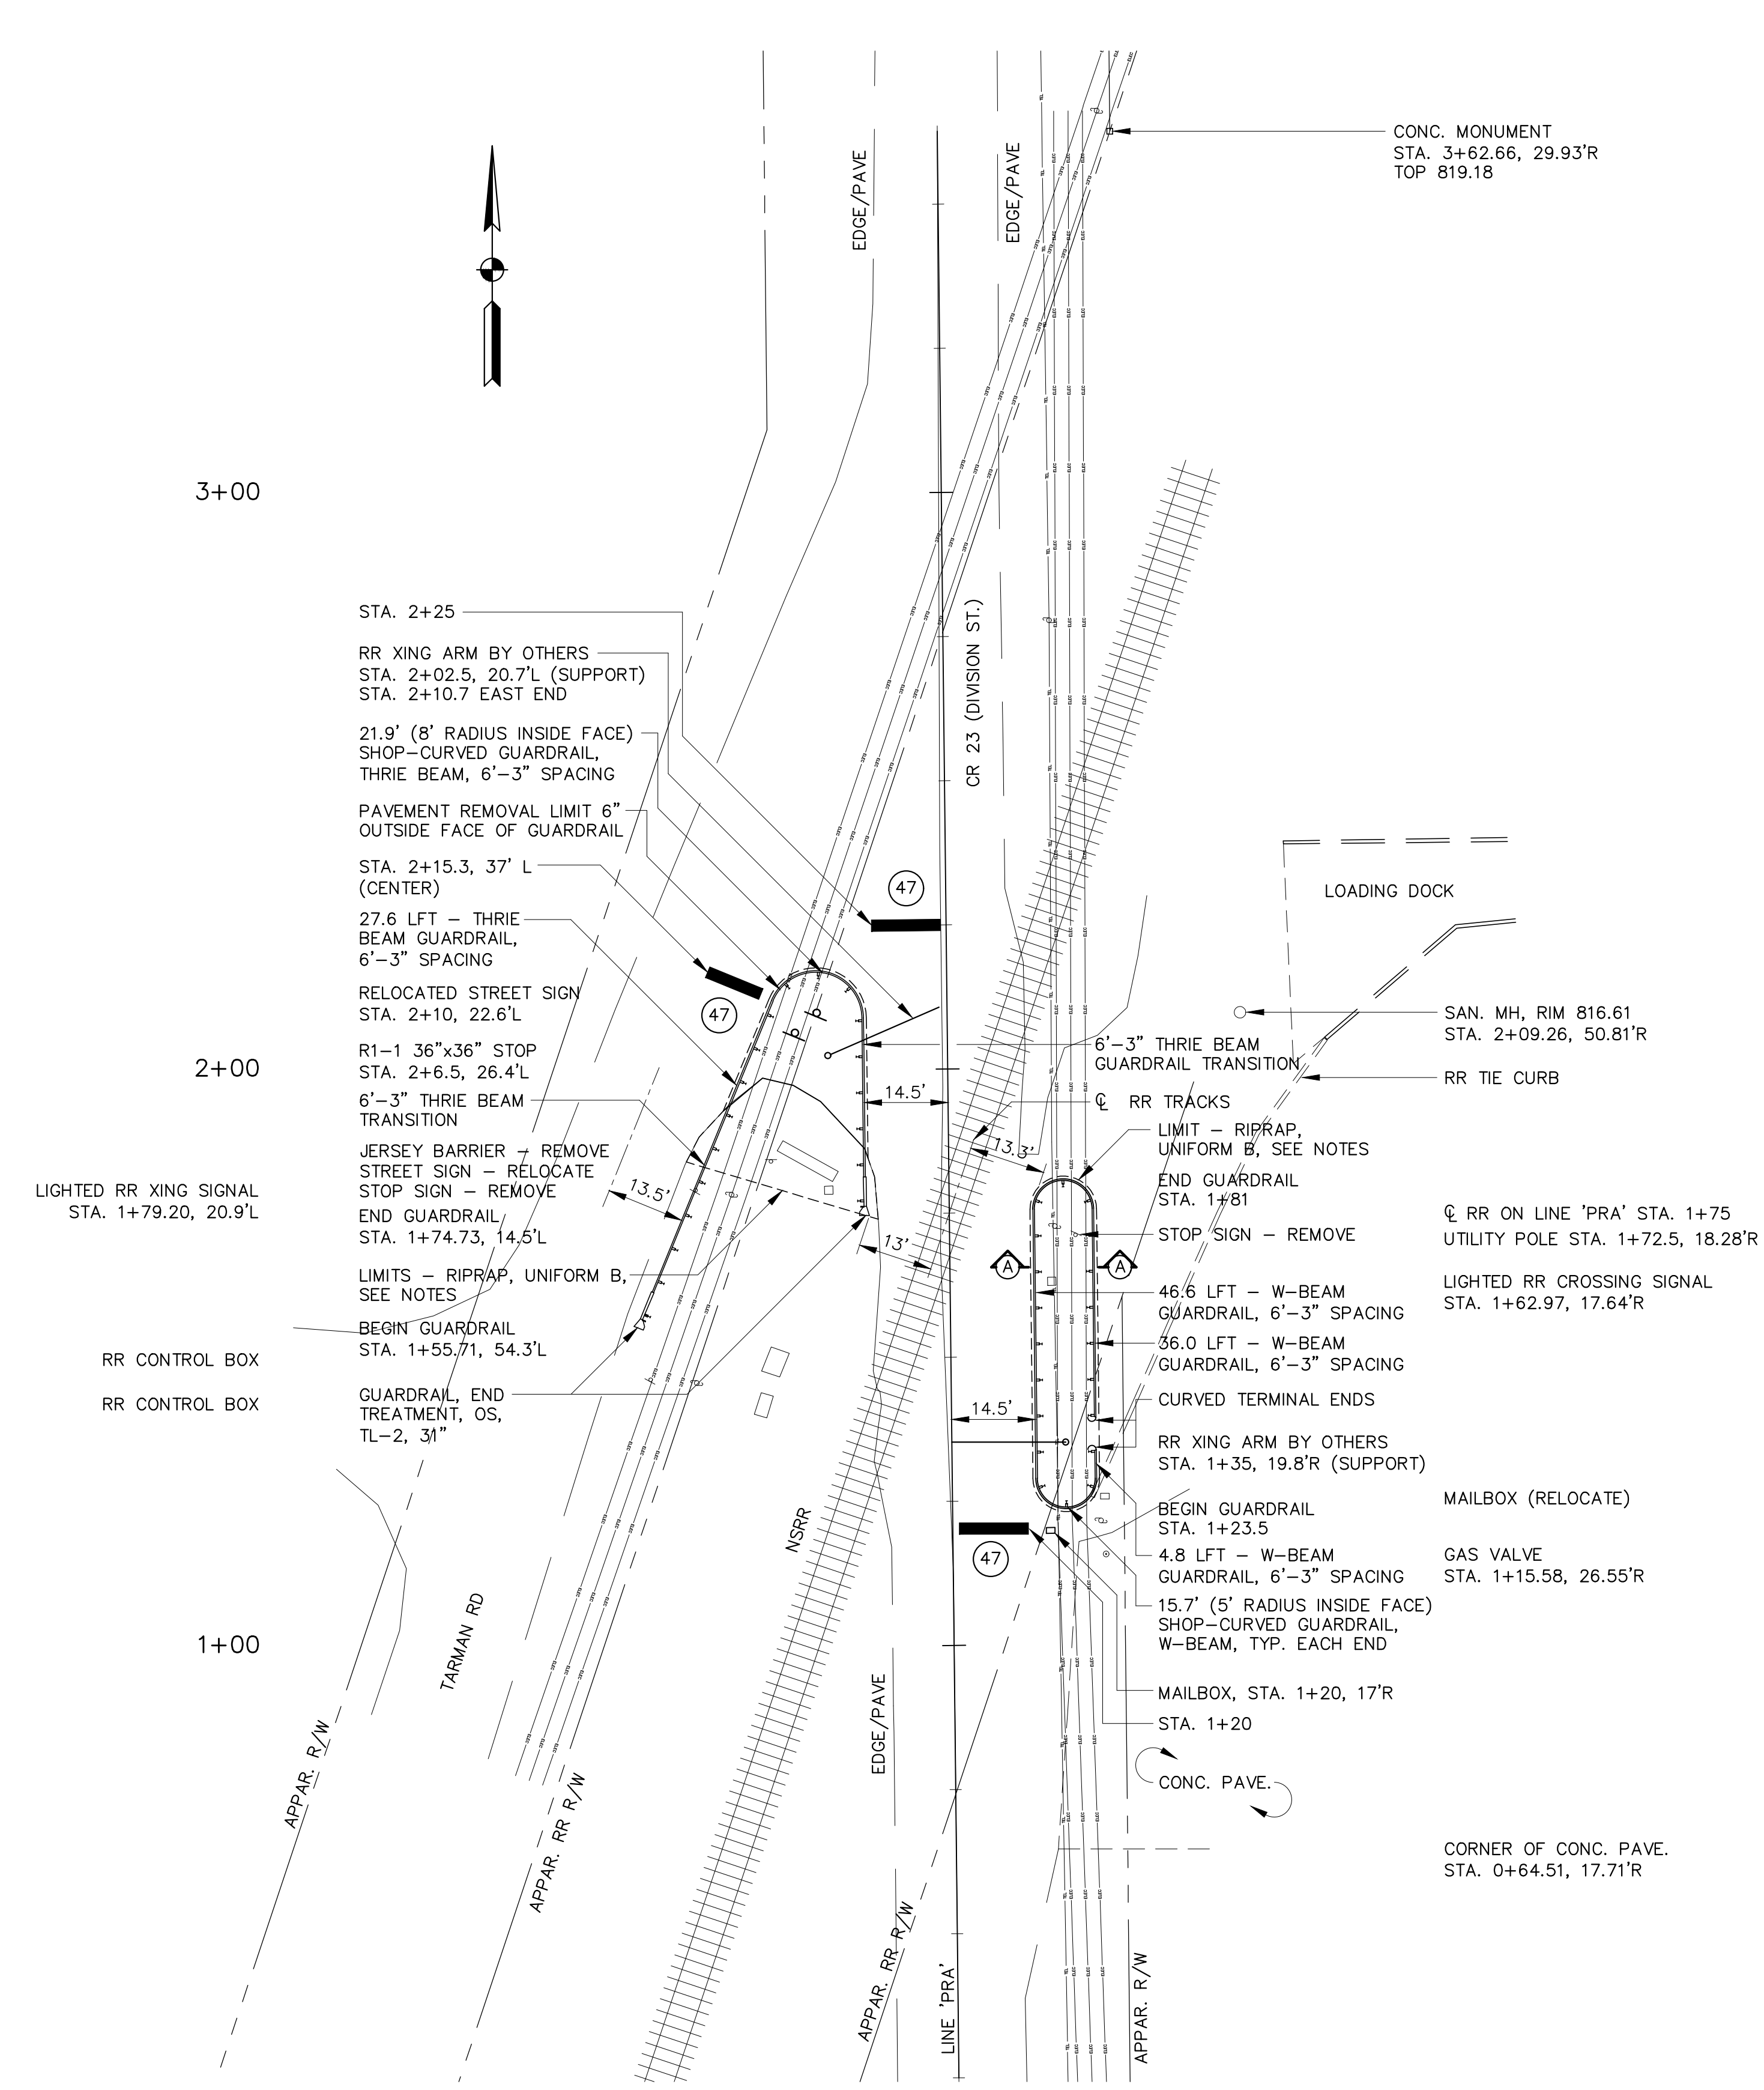 CONC. MONUMENT
STA. 3+62.66, 29.93'R
TOP 819.18
EDGE/PAVE
EDGE/PAVE
3+00
2+00
1+00
CR 23 (DIVISION ST.)
STA. 2+25
RR XING ARM BY OTHERS
STA. 2+02.5, 20.7'L (SUPPORT)
STA. 2+10.7 EAST END
21.9' (8' RADIUS INSIDE FACE)
SHOP-CURVED GUARDRAIL,
THRIE BEAM, 6'-3" SPACING
PAVEMENT REMOVAL LIMIT 6"
OUTSIDE FACE OF GUARDRAIL
STA. 2+15.3, 37' L
(CENTER)
27.6 LFT - THRIE
BEAM GUARDRAIL,
6'-3" SPACING
RELOCATED STREET SIGN
STA. 2+10, 22.6'L
R1-1 36"x36" STOP
STA. 2+6.5, 26.4'L
6'-3" THRIE BEAM
TRANSITION
JERSEY BARRIER - REMOVE
STREET SIGN - RELOCATE
STOP SIGN - REMOVE
END GUARDRAIL
STA. 1+74.73, 14.5'L
LIMITS - RIPRAP, UNIFORM B,
SEE NOTES
BEGIN GUARDRAIL
STA. 1+55.71, 54.3'L
GUARDRAIL, END
TREATMENT, OS,
TL-2, 31"
LIGHTED RR XING SIGNAL
STA. 1+79.20, 20.9'L
RR CONTROL BOX
RR CONTROL BOX
47
47
47
14.5'
13.5'
13'
13.3'
14.5'
A
A
LOADING DOCK
SAN. MH, RIM 816.61
STA. 2+09.26, 50.81'R
RR TIE CURB
6'-3" THRIE BEAM
GUARDRAIL TRANSITION
℄ RR TRACKS
LIMIT - RIPRAP,
UNIFORM B, SEE NOTES
END GUARDRAIL
STA. 1+81
STOP SIGN - REMOVE
46.6 LFT - W-BEAM
GUARDRAIL, 6'-3" SPACING
36.0 LFT - W-BEAM
GUARDRAIL, 6'-3" SPACING
CURVED TERMINAL ENDS
RR XING ARM BY OTHERS
STA. 1+35, 19.8'R (SUPPORT)
BEGIN GUARDRAIL
STA. 1+23.5
4.8 LFT - W-BEAM
GUARDRAIL, 6'-3" SPACING
15.7' (5' RADIUS INSIDE FACE)
SHOP-CURVED GUARDRAIL,
W-BEAM, TYP. EACH END
MAILBOX, STA. 1+20, 17'R
STA. 1+20
CONC. PAVE.
℄ RR ON LINE 'PRA' STA. 1+75
UTILITY POLE STA. 1+72.5, 18.28'R
LIGHTED RR CROSSING SIGNAL
STA. 1+62.97, 17.64'R
MAILBOX (RELOCATE)
GAS VALVE
STA. 1+15.58, 26.55'R
CORNER OF CONC. PAVE.
STA. 0+64.51, 17.71'R
NSRR
TARMAN RD
APPAR. R/W
APPAR. RR R/W
EDGE/PAVE
APPAR. RR R/W
LINE 'PRA'
APPAR. R/W